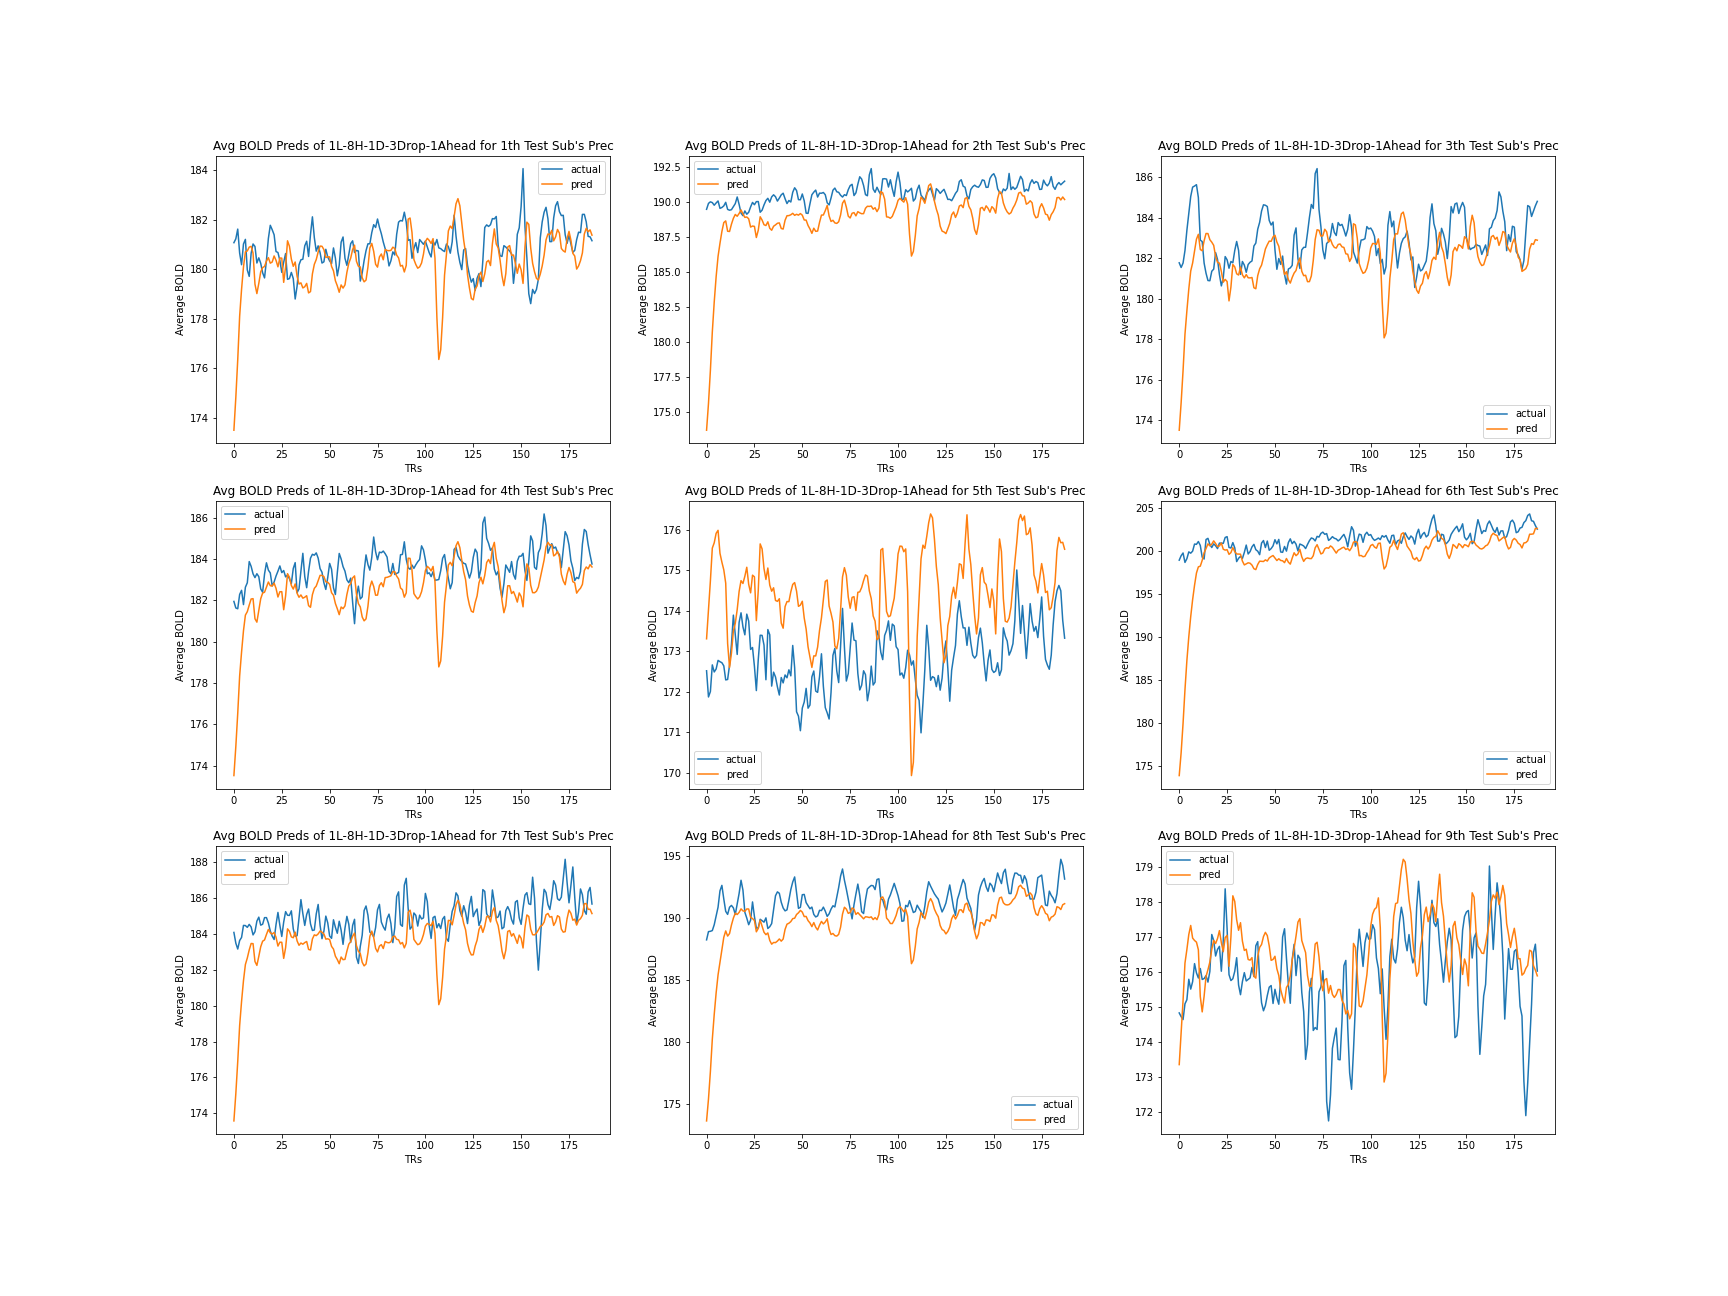 Avg BOLD Preds of 1L-8H-1D-3Drop-1Ahead for 1th Test Sub's Prec
184
182
180
178
176
174
Average BOLD
actual
pred
0 25 50 75 100 125 150 175
TRs
Avg BOLD Preds of 1L-8H-1D-3Drop-1Ahead for 2th Test Sub's Prec
192.5
190.0
187.5
185.0
182.5
180.0
177.5
175.0
Average BOLD
actual
pred
0 25 50 75 100 125 150 175
TRs
Avg BOLD Preds of 1L-8H-1D-3Drop-1Ahead for 3th Test Sub's Prec
186
184
182
180
178
176
174
Average BOLD
actual
pred
0 25 50 75 100 125 150 175
TRs
Avg BOLD Preds of 1L-8H-1D-3Drop-1Ahead for 4th Test Sub's Prec
186
184
182
180
178
176
174
Average BOLD
actual
pred
0 25 50 75 100 125 150 175
TRs
Avg BOLD Preds of 1L-8H-1D-3Drop-1Ahead for 5th Test Sub's Prec
176
175
174
173
172
171
170
Average BOLD
actual
pred
0 25 50 75 100 125 150 175
TRs
Avg BOLD Preds of 1L-8H-1D-3Drop-1Ahead for 6th Test Sub's Prec
205
200
195
190
185
180
175
Average BOLD
actual
pred
0 25 50 75 100 125 150 175
TRs
Avg BOLD Preds of 1L-8H-1D-3Drop-1Ahead for 7th Test Sub's Prec
188
186
184
182
180
178
176
174
Average BOLD
actual
pred
0 25 50 75 100 125 150 175
TRs
Avg BOLD Preds of 1L-8H-1D-3Drop-1Ahead for 8th Test Sub's Prec
195
190
185
180
175
Average BOLD
actual
pred
0 25 50 75 100 125 150 175
TRs
Avg BOLD Preds of 1L-8H-1D-3Drop-1Ahead for 9th Test Sub's Prec
179
178
177
176
175
174
173
172
Average BOLD
actual
pred
0 25 50 75 100 125 150 175
TRs